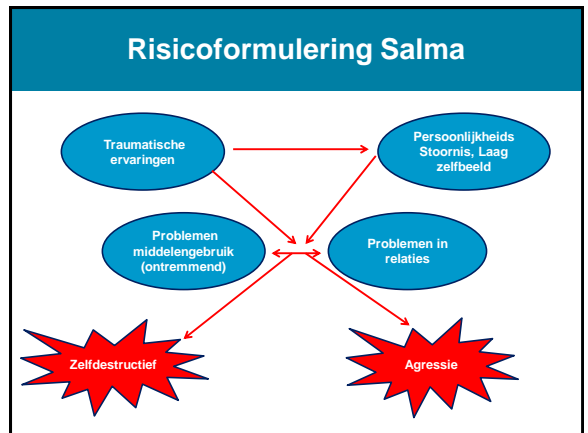 Risicoformulering Salma
Traumatische
ervaringen
Persoonlijkheids
Stoornis, Laag
zelfbeeld
Problemen
middelengebruik
(ontremmend)
Problemen in
relaties
Zelfdestructief
Agressie